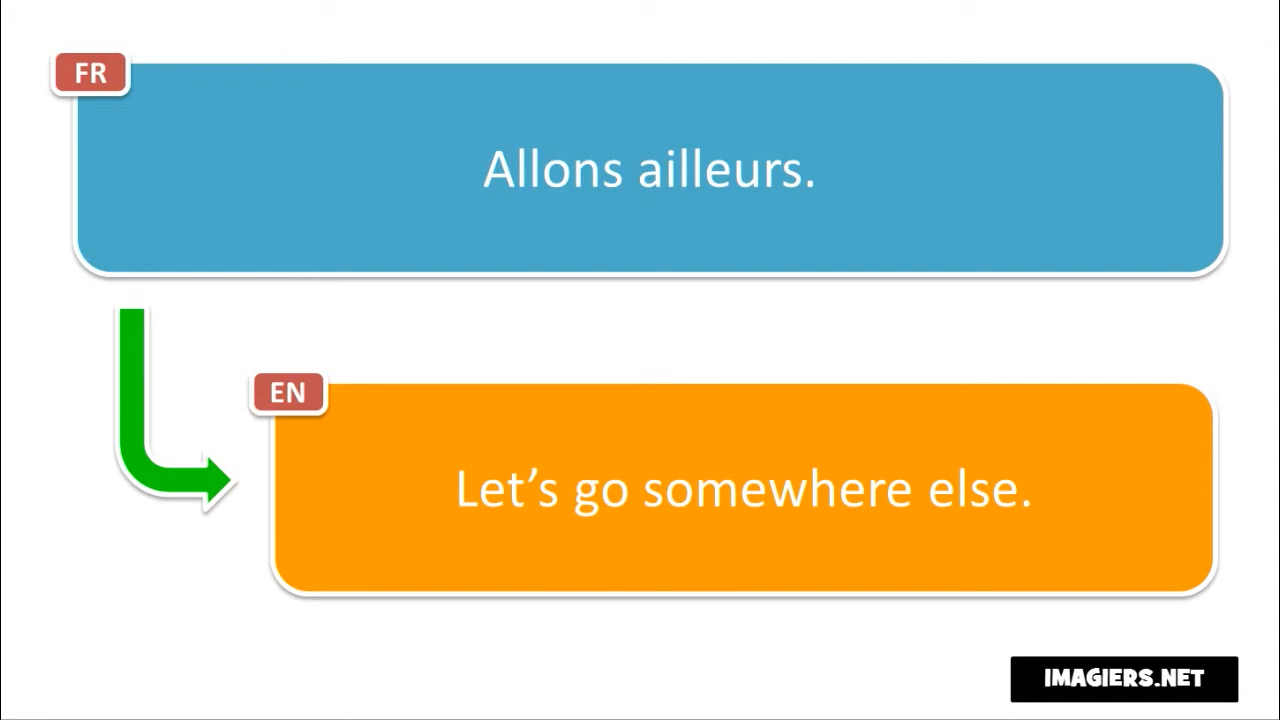 FR
Allons ailleurs.
EN
Let’s go somewhere else.
IMAGIERS.NET